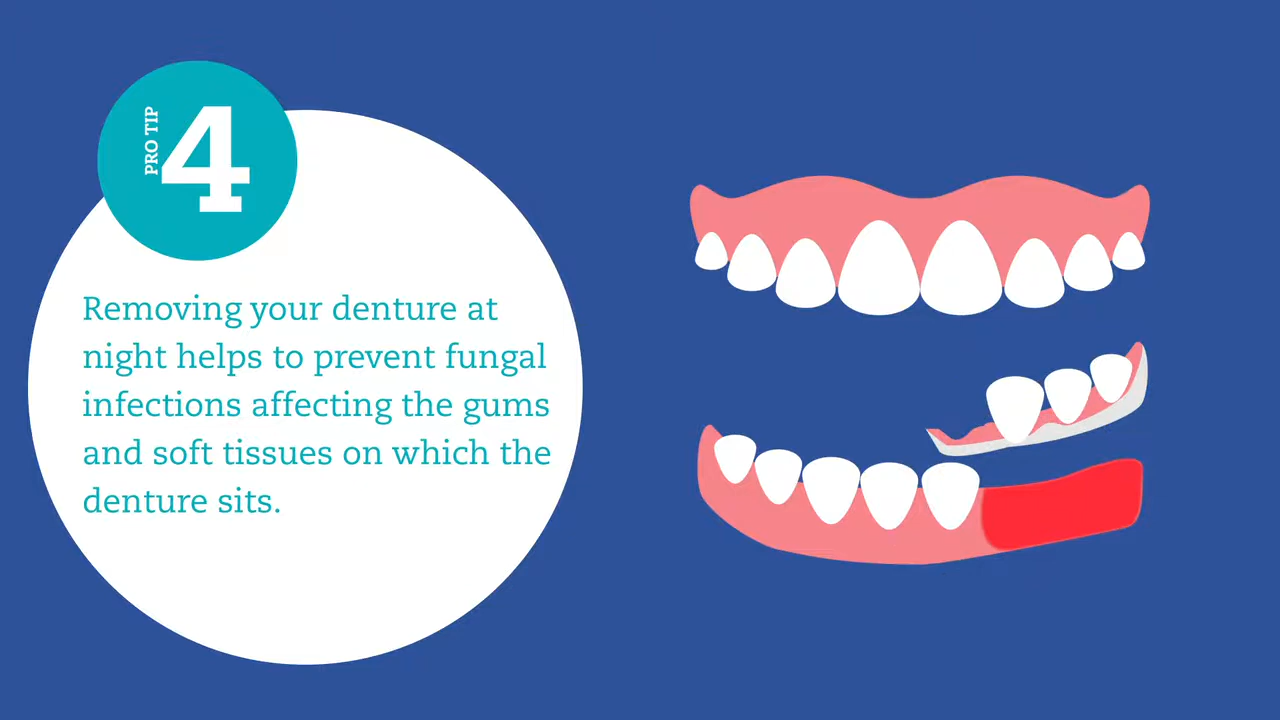 PRO TIP
4
Removing your denture at
night helps to prevent fungal
infections affecting the gums
and soft tissues on which the
denture sits.